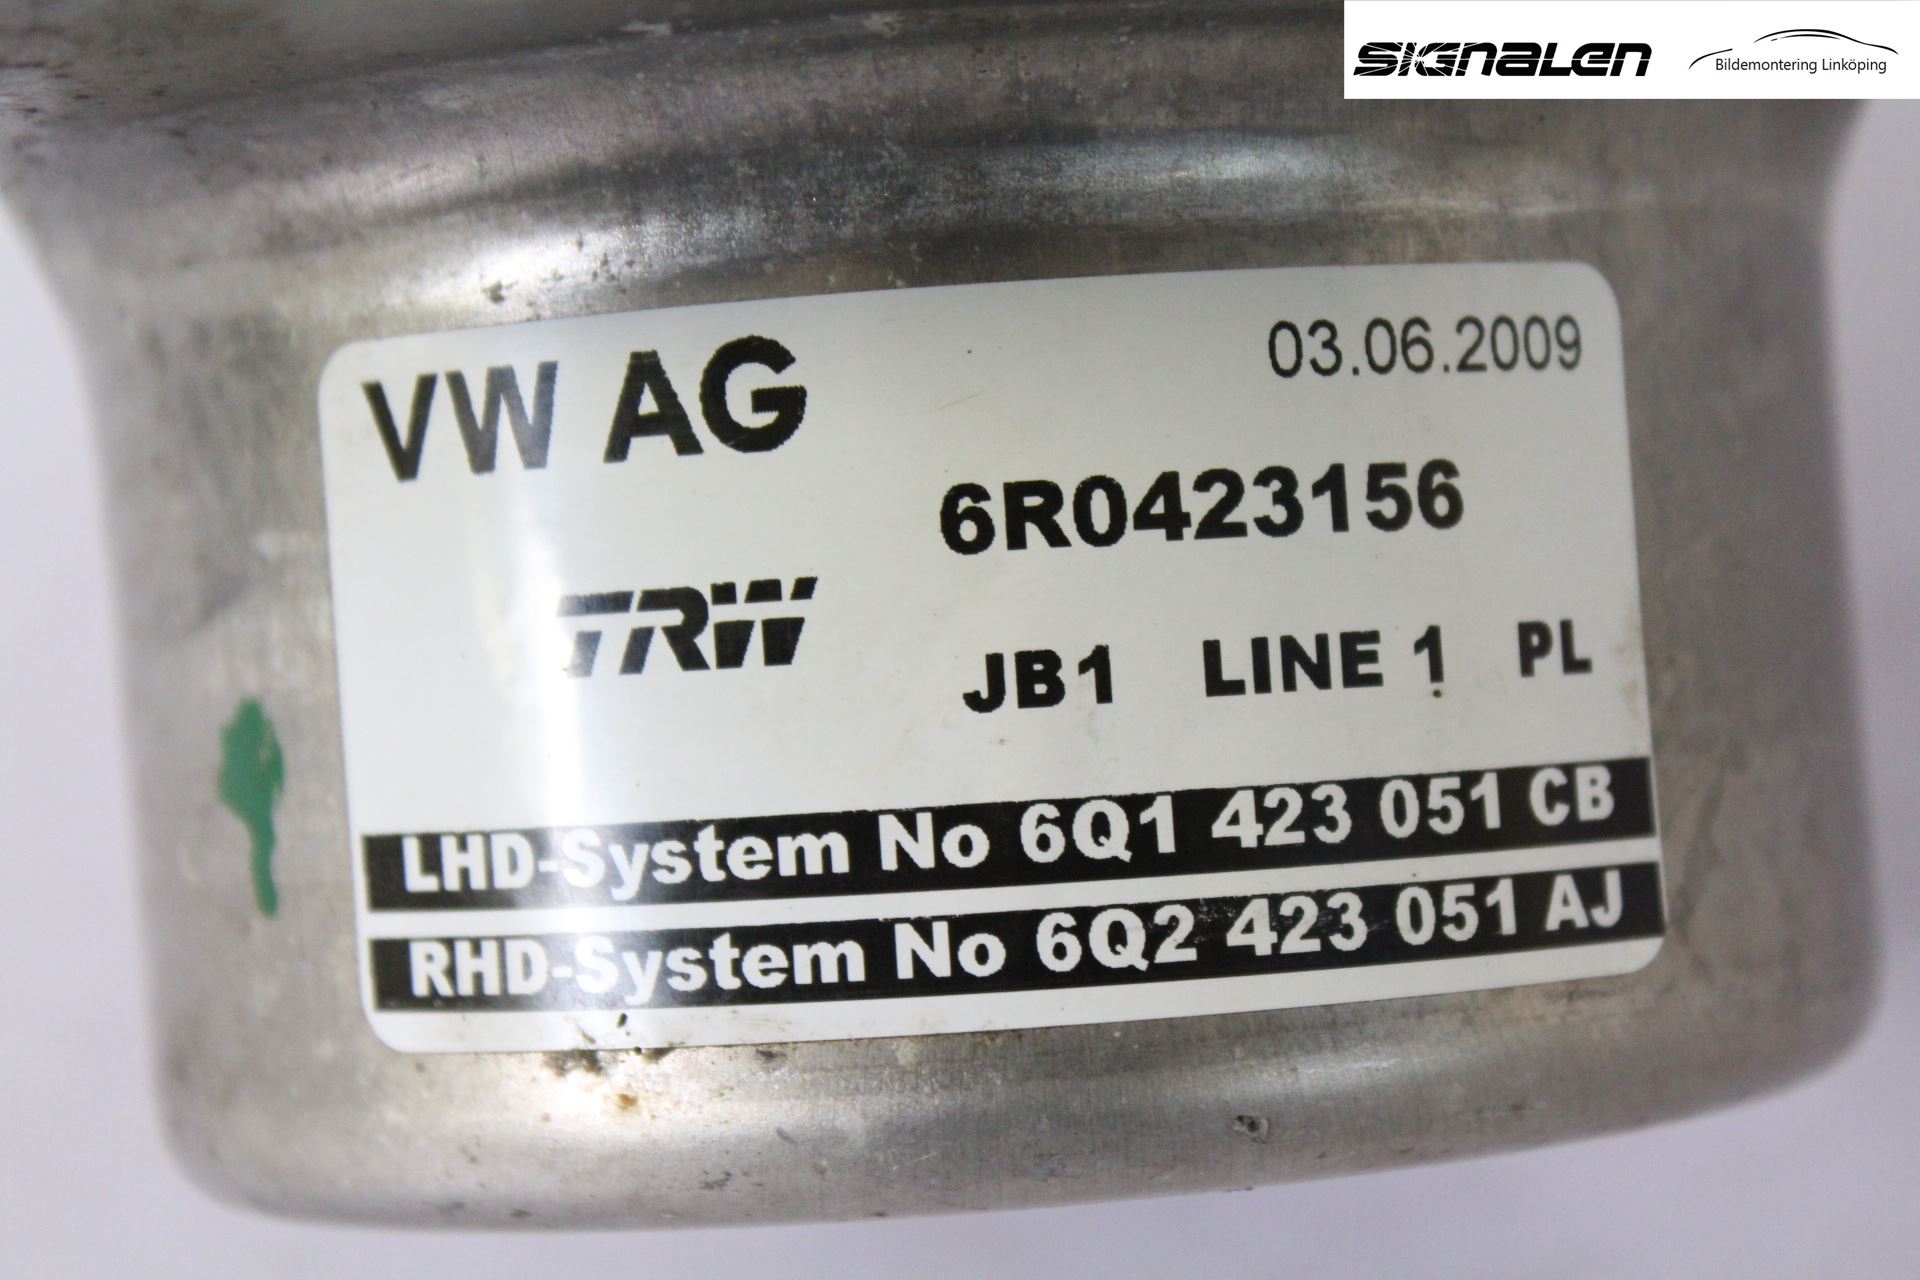 SIGNALEN
Bildemontering Linköping
VW AG
03.06.2009
6R0423156
TRW
JB1 LINE 1 PL
LHD-System No 6Q1 423 051 CB
RHD-System No 6Q2 423 051 AJ